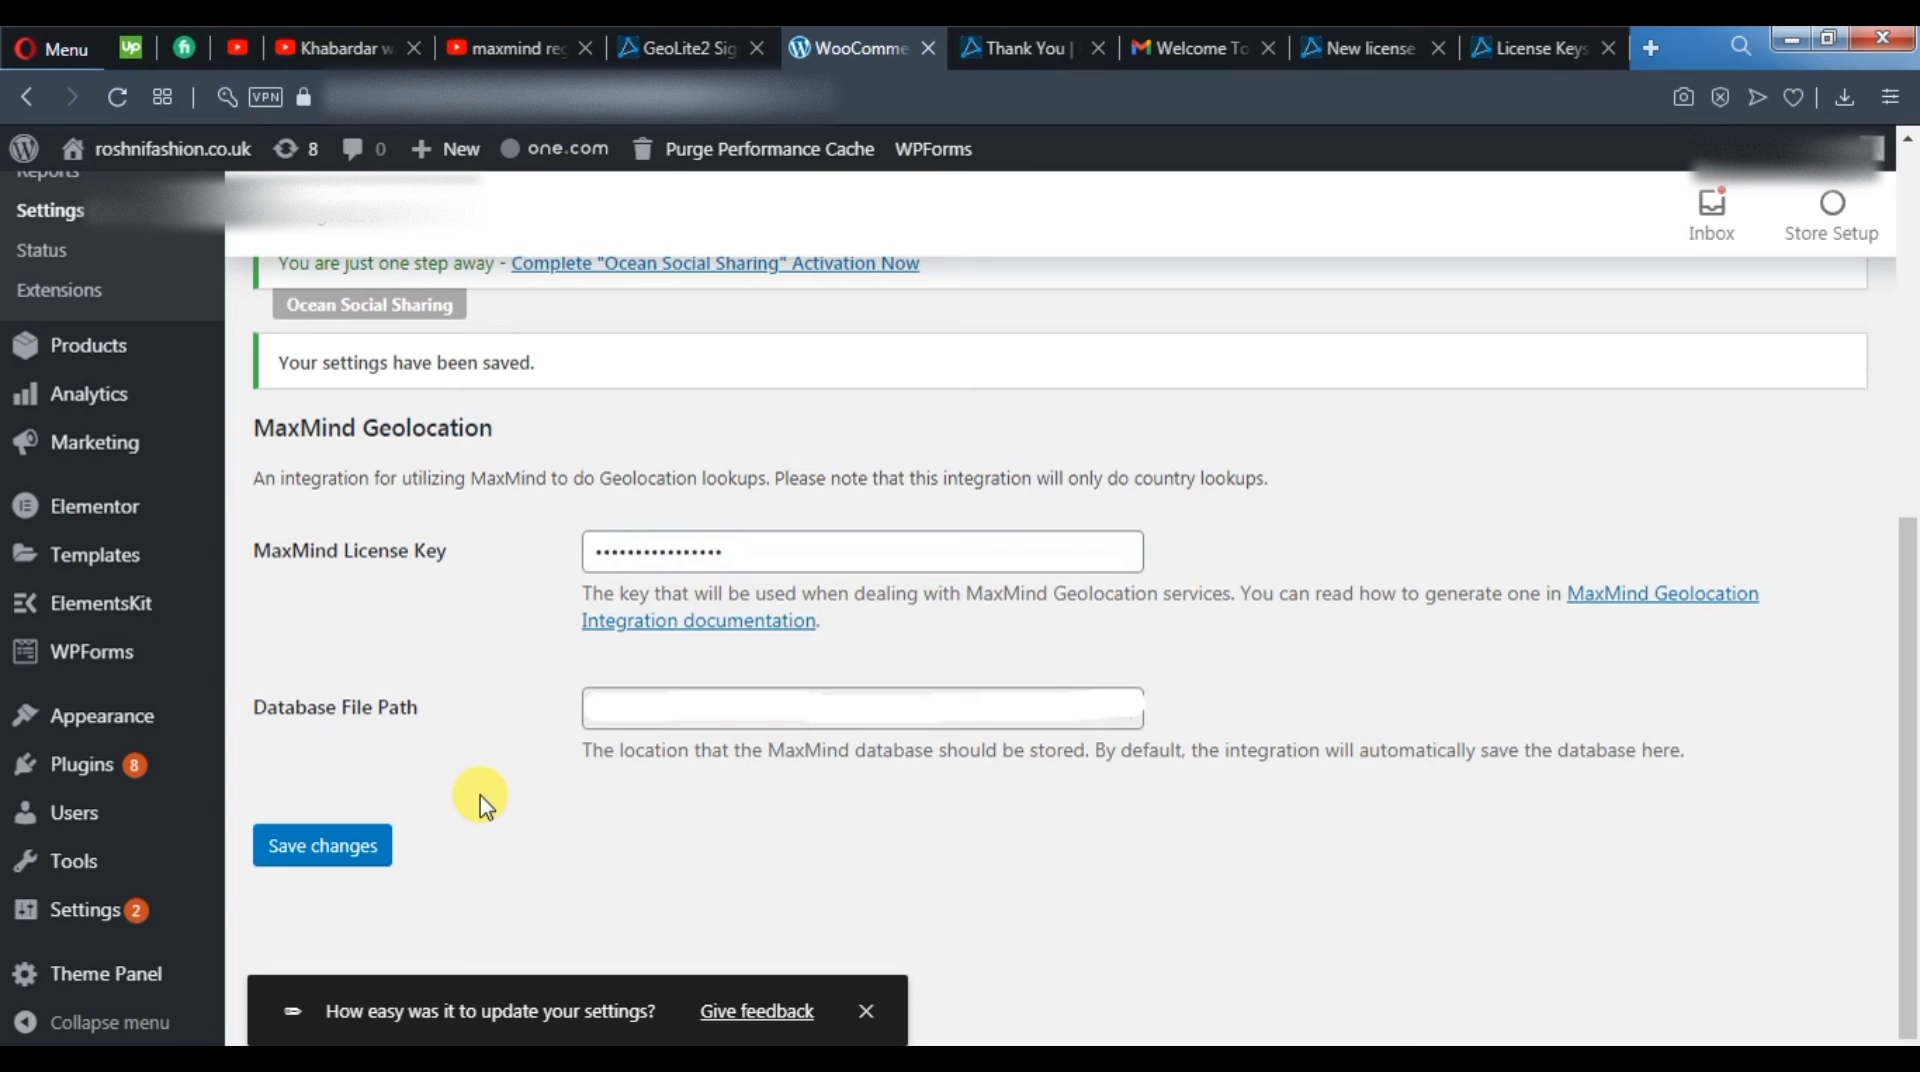 Menu
Up
fi
Khabardar w
maxmind reg
GeoLite2 Sig
WooComme
Thank You |
Welcome To
New license
License Keys
VPN
roshnifashion.co.uk
8
0
New
one.com
Purge Performance Cache
WPForms
Reports
Settings
Status
Extensions
Products
Analytics
Marketing
Elementor
Templates
ElementsKit
WPForms
Appearance
Plugins 8
Users
Tools
Settings 2
Theme Panel
Collapse menu
Inbox
Store Setup
You are just one step away - Complete "Ocean Social Sharing" Activation Now
Ocean Social Sharing
Your settings have been saved.
MaxMind Geolocation
An integration for utilizing MaxMind to do Geolocation lookups. Please note that this integration will only do country lookups.
MaxMind License Key
••••••••••••••••
The key that will be used when dealing with MaxMind Geolocation services. You can read how to generate one in MaxMind Geolocation
Integration documentation.
Database File Path
The location that the MaxMind database should be stored. By default, the integration will automatically save the database here.
Save changes
How easy was it to update your settings?
Give feedback